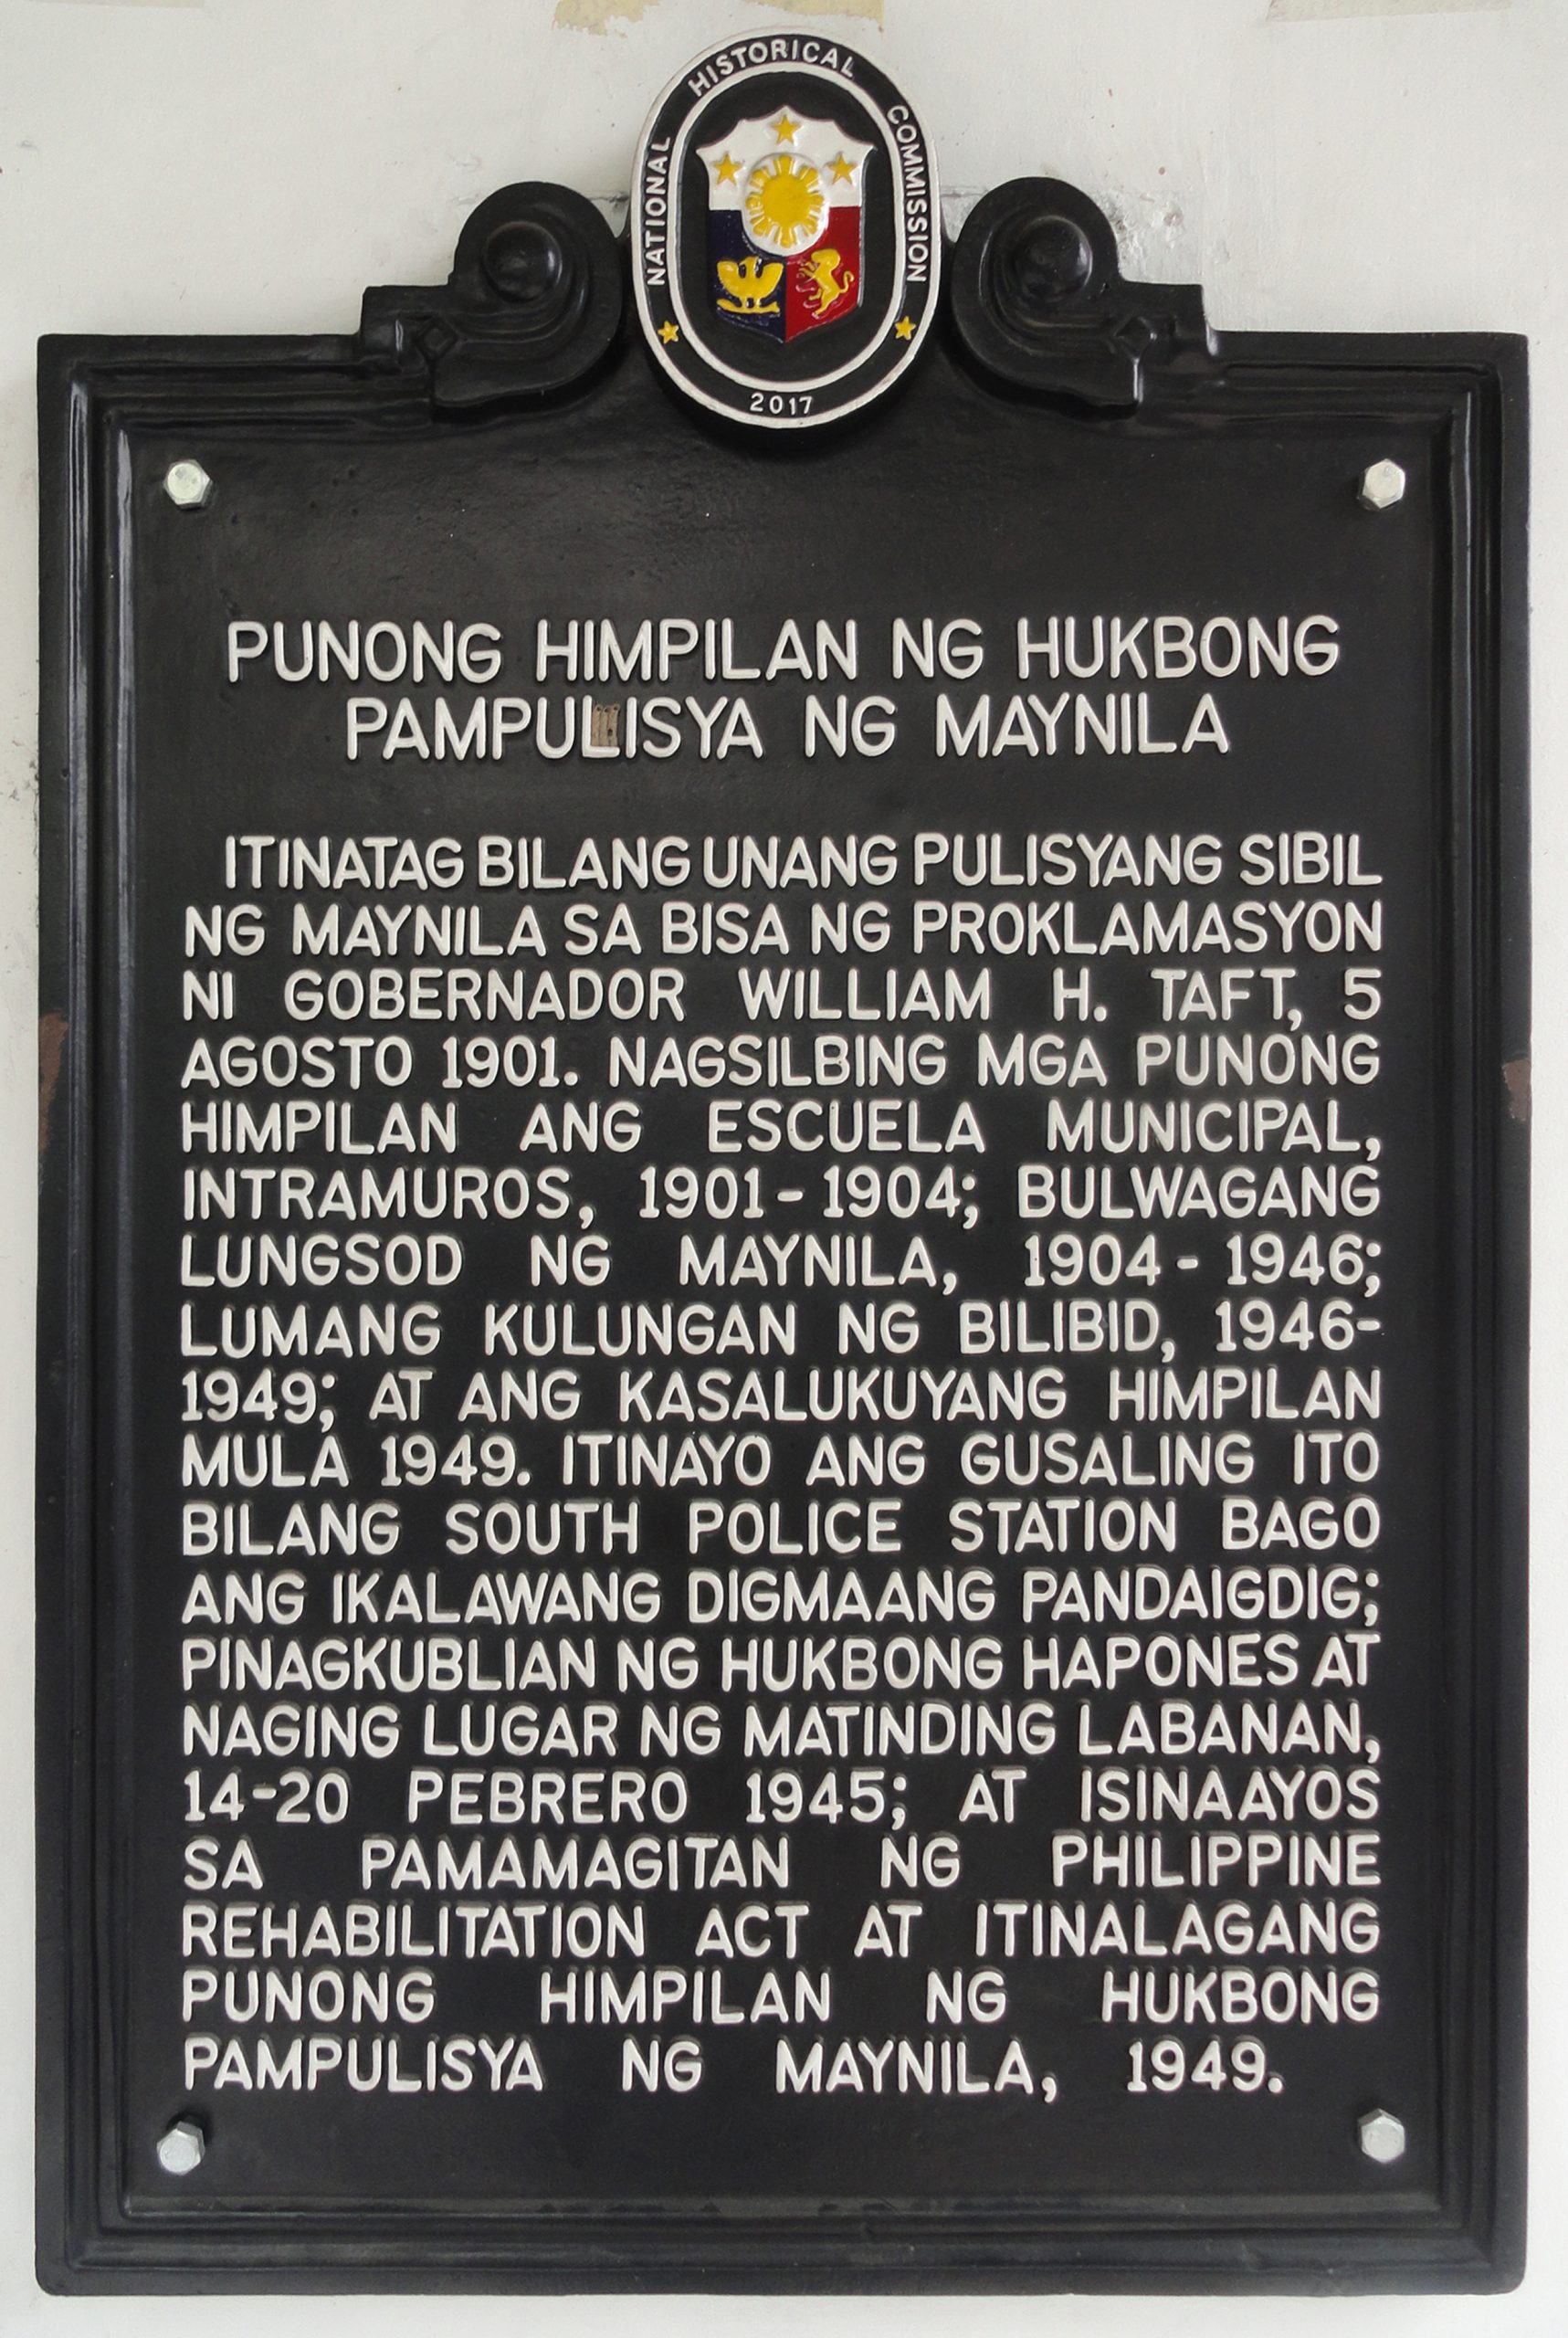 NATIONAL HISTORICAL COMMISSION
2017
PUNONG HIMPILAN NG HUKBONG
PAMPULISYA NG MAYNILA
ITINATAG BILANG UNANG PULISYANG SIBIL
NG MAYNILA SA BISA NG PROKLAMASYON
NI GOBERNADOR WILLIAM H. TAFT, 5
AGOSTO 1901. NAGSILBING MGA PUNONG
HIMPILAN ANG ESCUELA MUNICIPAL,
INTRAMUROS, 1901-1904; BULWAGANG
LUNGSOD NG MAYNILA, 1904-1946;
LUMANG KULUNGAN NG BILIBID, 1946-
1949; AT ANG KASALUKUYANG HIMPILAN
MULA 1949. ITINAYO ANG GUSALING ITO
BILANG SOUTH POLICE STATION BAGO
ANG IKALAWANG DIGMAANG PANDAIGDIG;
PINAGKUBLIAN NG HUKBONG HAPONES AT
NAGING LUGAR NG MATINDING LABANAN,
14-20 PEBRERO 1945; AT ISINAAYOS
SA PAMAMAGITAN NG PHILIPPINE
REHABILITATION ACT AT ITINALAGANG
PUNONG HIMPILAN NG HUKBONG
PAMPULISYA NG MAYNILA, 1949.